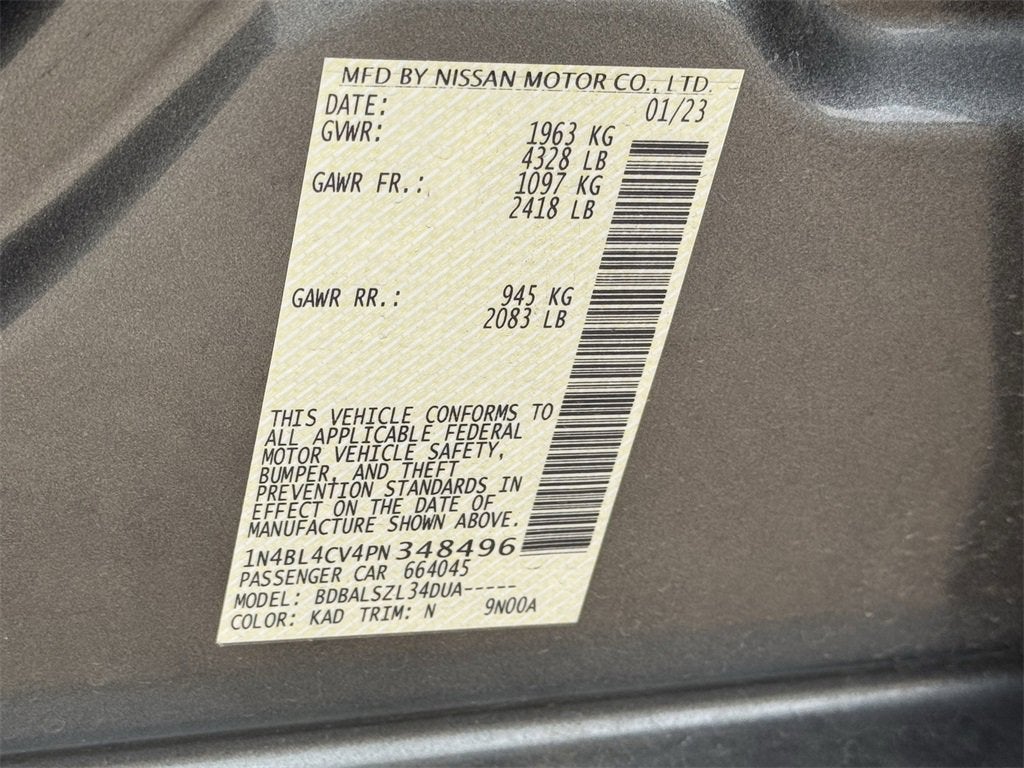 MFD BY NISSAN MOTOR CO., LTD.
DATE: 01/23
GVWR: 1963 KG
4328 LB
GAWR FR.: 1097 KG
2418 LB
GAWR RR.: 945 KG
2083 LB
THIS VEHICLE CONFORMS TO
ALL APPLICABLE FEDERAL
MOTOR VEHICLE SAFETY,
BUMPER, AND THEFT
PREVENTION STANDARDS IN
EFFECT ON THE DATE OF
MANUFACTURE SHOWN ABOVE.
1N4BL4CV4PN348496
PASSENGER CAR 664045
MODEL: BDBALSZL34DUA-----
COLOR: KAD TRIM: N 9N00A